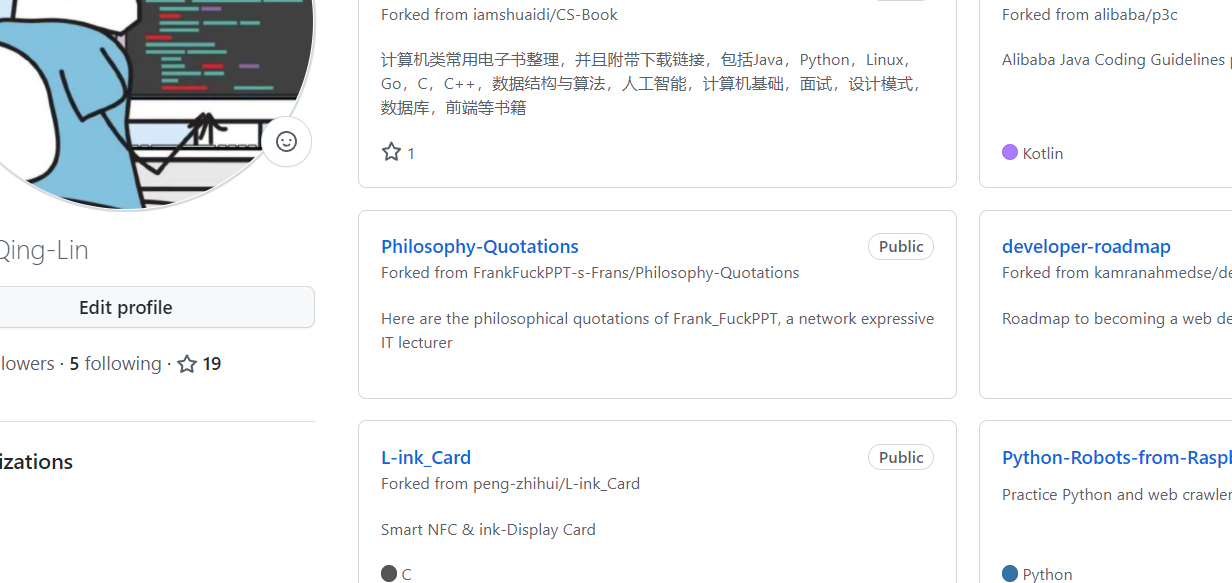 Qing-Lin
Edit profile
lowers · 5 following · 19
izations
Forked from iamshuaidi/CS-Book
计算机类常用电子书整理，并且附带下载链接，包括Java，Python，Linux，
Go，C，C++，数据结构与算法，人工智能，计算机基础，面试，设计模式，
数据库，前端等书籍
1
Forked from alibaba/p3c
Alibaba Java Coding Guidelines
Kotlin
Philosophy-Quotations
Public
Forked from FrankFuckPPT-s-Frans/Philosophy-Quotations
Here are the philosophical quotations of Frank_FuckPPT, a network expressive
IT lecturer
developer-roadmap
Forked from kamranahmedse/de
Roadmap to becoming a web de
L-ink_Card
Public
Forked from peng-zhihui/L-ink_Card
Smart NFC & ink-Display Card
C
Python-Robots-from-Raspl
Practice Python and web crawler
Python